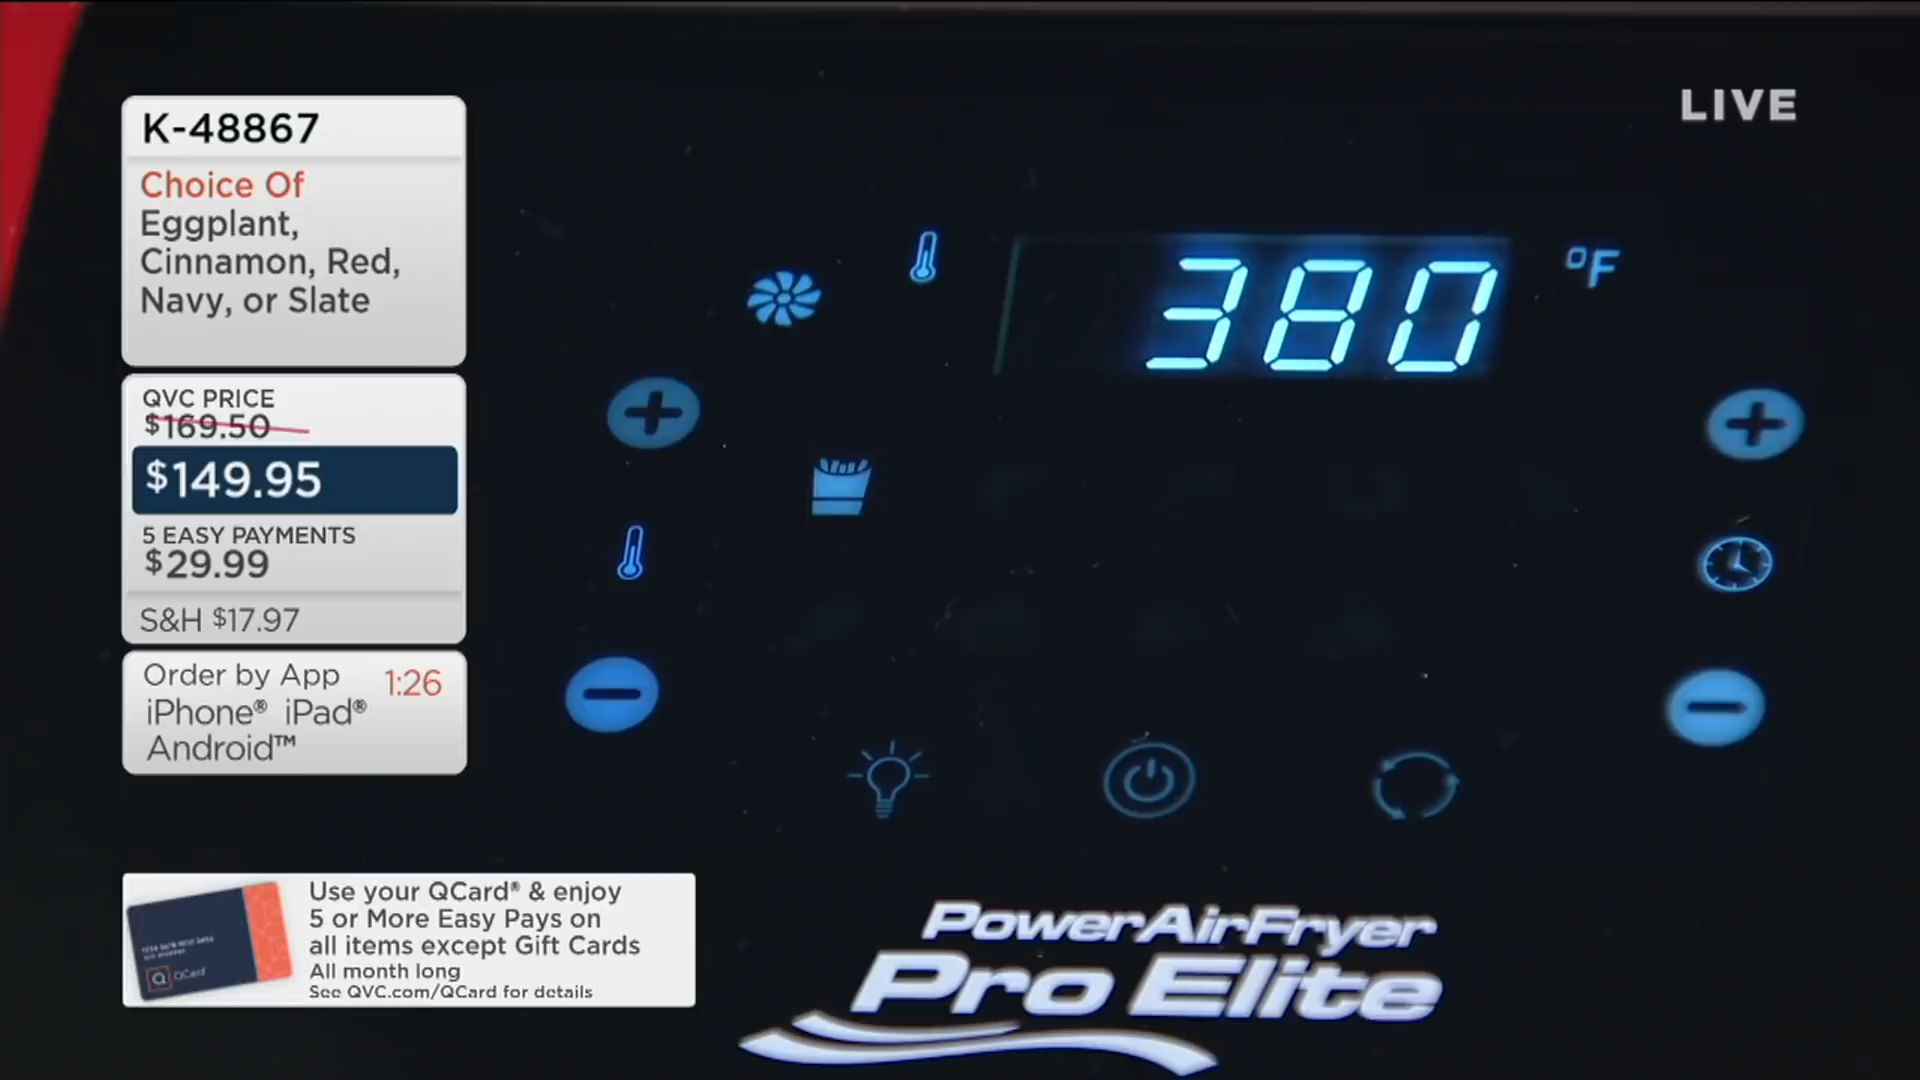 K-48867
Choice Of
Eggplant,
Cinnamon, Red,
Navy, or Slate
QVC PRICE
$169.50
$149.95
5 EASY PAYMENTS
$29.99
S&H $17.97
Order by App 1:26
iPhone® iPad®
Android™
Use your QCard® & enjoy
5 or More Easy Pays on
all items except Gift Cards
All month long
See QVC.com/QCard for details
Q QCard
LIVE
380 °F
PowerAirFryer
Pro Elite